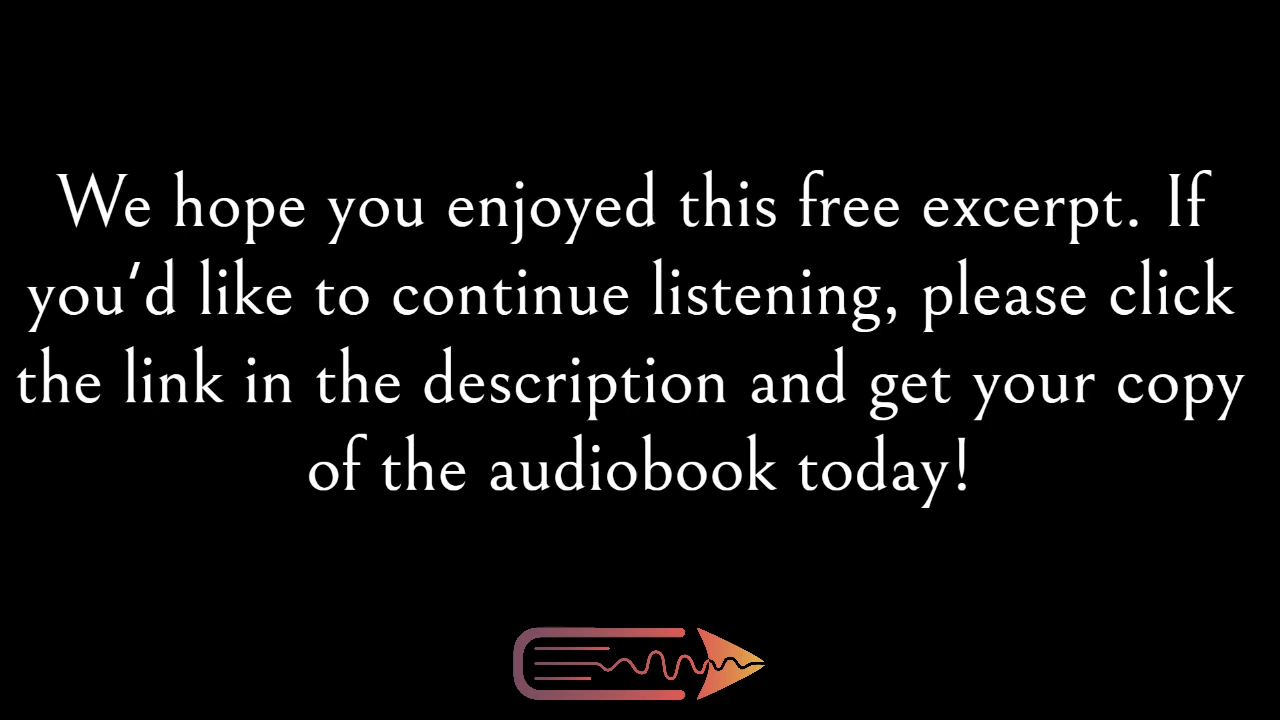 We hope you enjoyed this free excerpt. If
you'd like to continue listening, please click
the link in the description and get your copy
of the audiobook today!